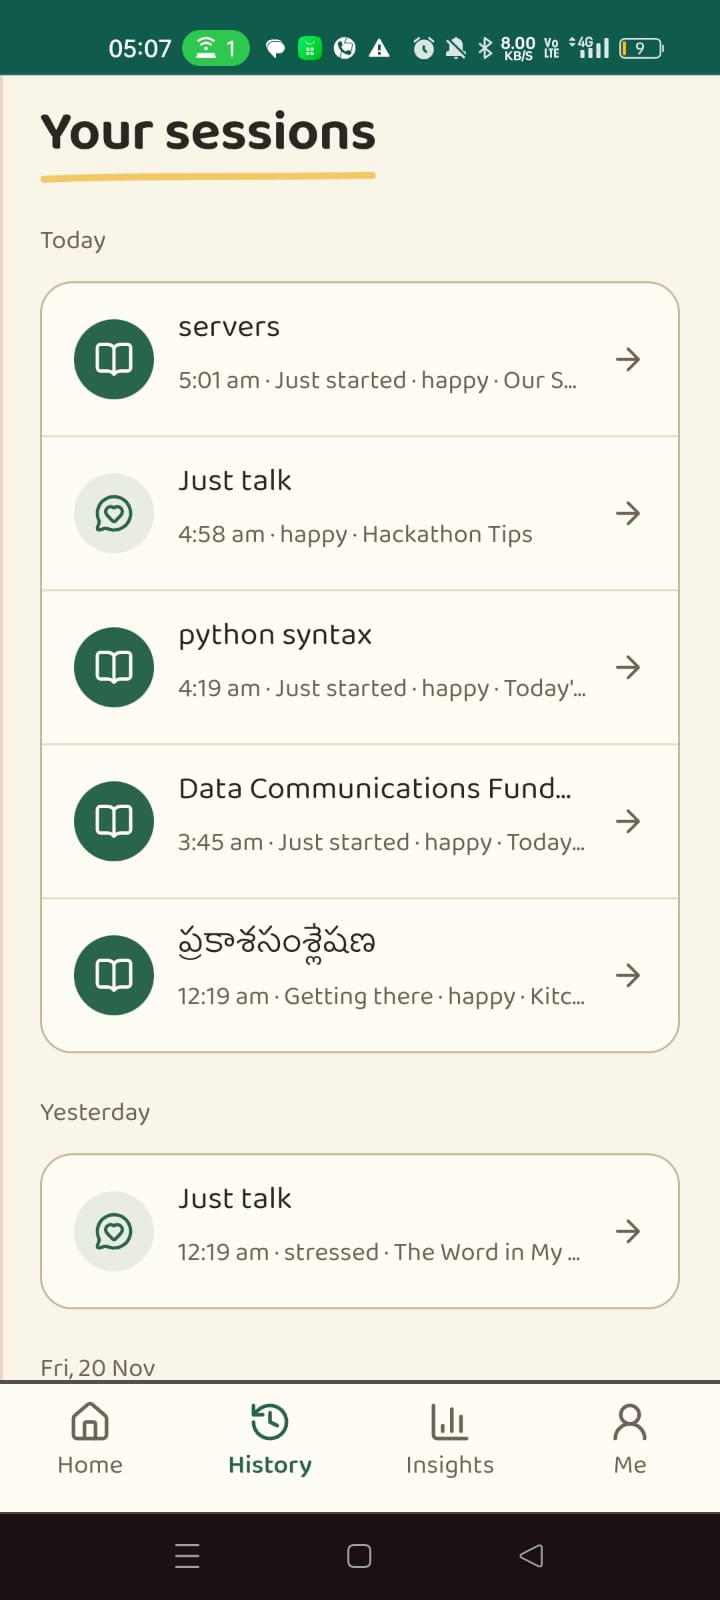 05:07 1 8.00 KB/S Vo LTE 4G 9
Your sessions
Today
servers
5:01 am · Just started · happy · Our S...
Just talk
4:58 am · happy · Hackathon Tips
python syntax
4:19 am · Just started · happy · Today'...
Data Communications Fund...
3:45 am · Just started · happy · Today...
ప్రకాశసంశ్లేషణ
12:19 am · Getting there · happy · Kitc...
Yesterday
Just talk
12:19 am · stressed · The Word in My ...
Fri, 20 Nov
Home History Insights Me